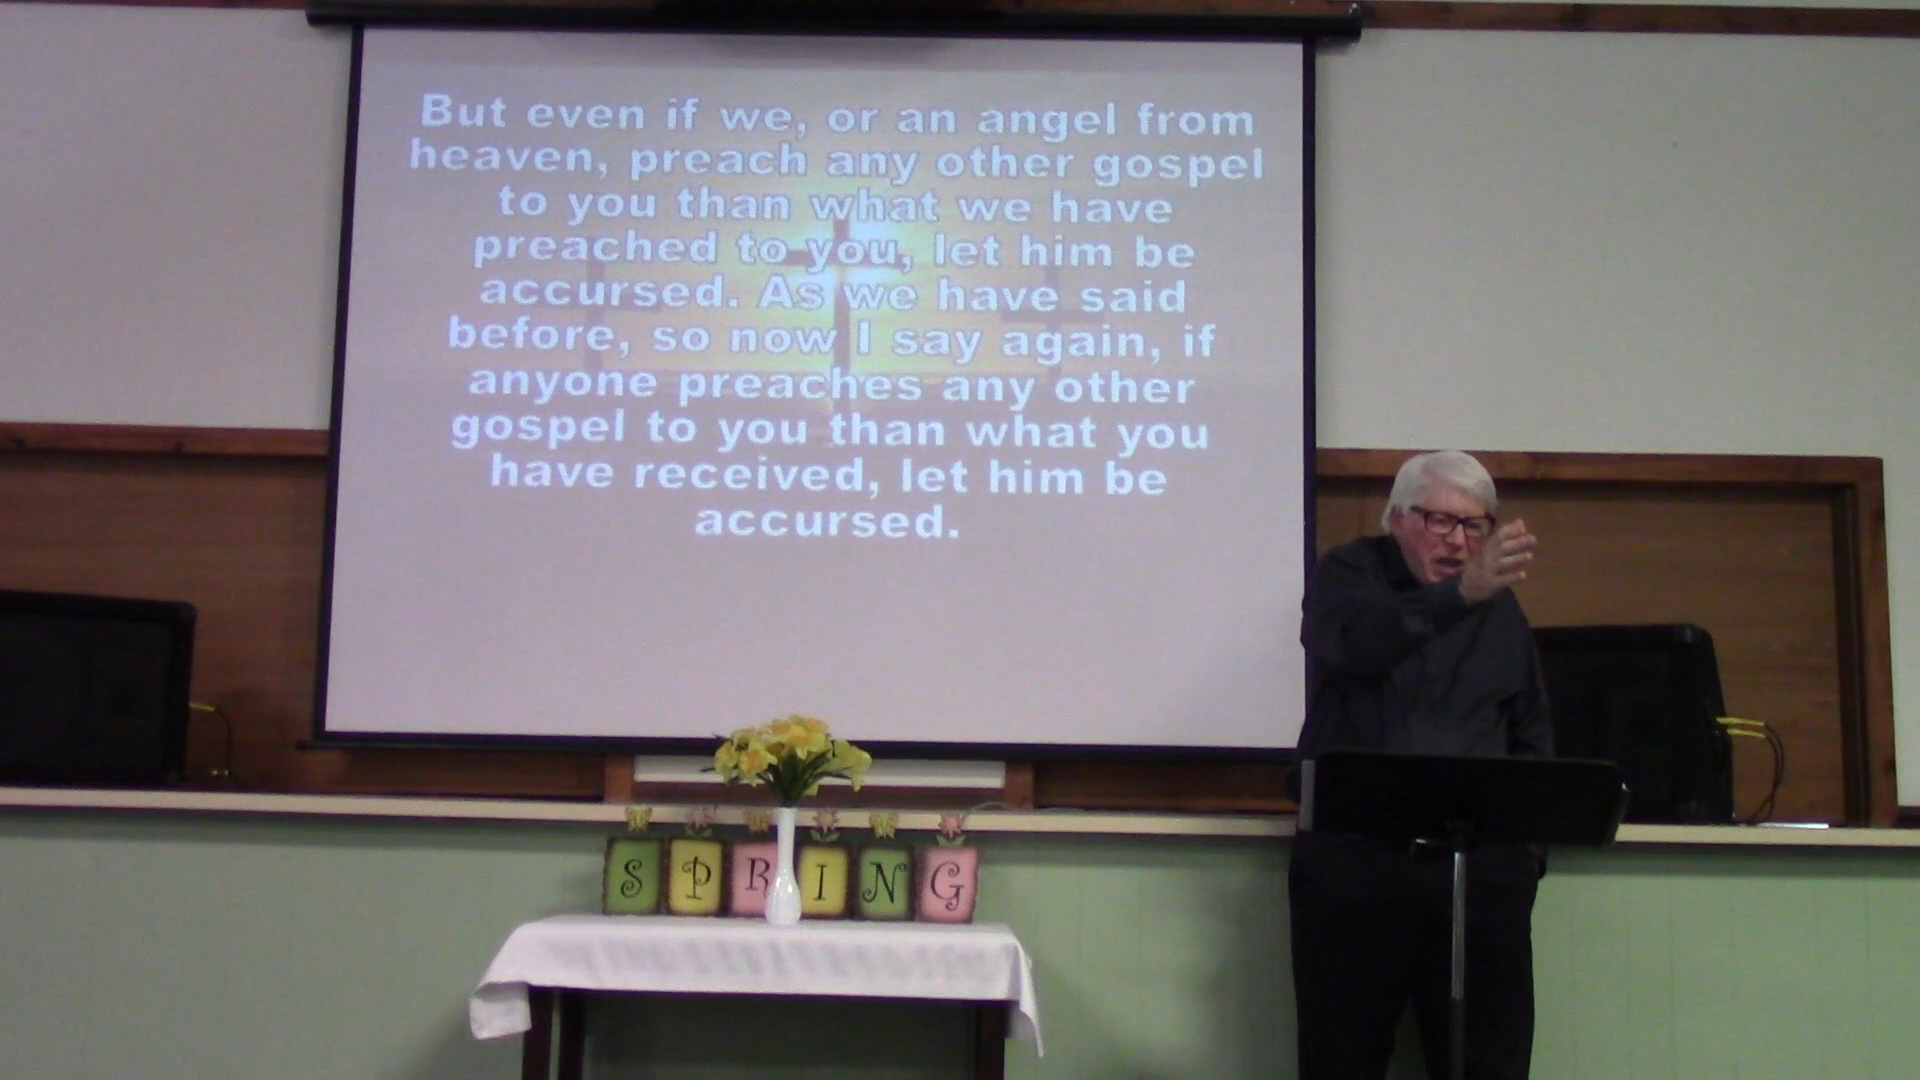 But even if we, or an angel from
heaven, preach any other gospel
to you than what we have
preached to you, let him be
accursed. As we have said
before, so now I say again, if
anyone preaches any other
gospel to you than what you
have received, let him be
accursed.
SPRING